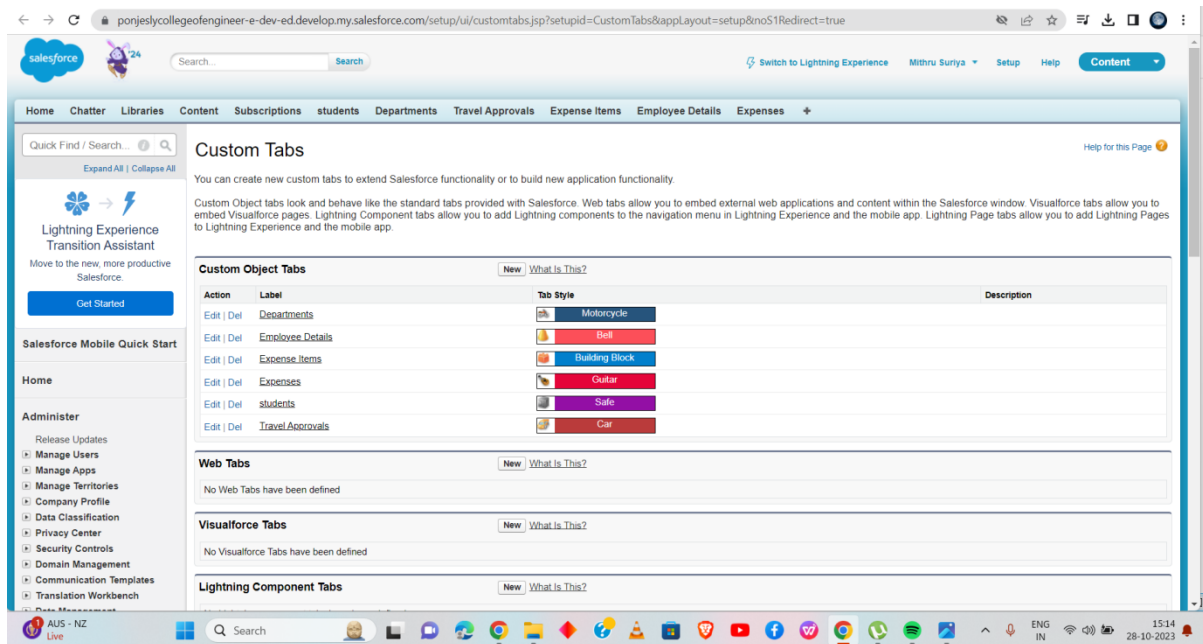 ponjeslycollegeofengineer-e-dev-ed.develop.my.salesforce.com/setup/ui/customtabs.jsp?setupid=CustomTabs&appLayout=setup&noS1Redirect=true
salesforce
'24
Search...
Search
Switch to Lightning Experience Mithru Suriya Setup Help Content
Home Chatter Libraries Content Subscriptions students Departments Travel Approvals Expense Items Employee Details Expenses +
Quick Find / Search...
Expand All | Collapse All
Lightning Experience
Transition Assistant
Move to the new, more productive
Salesforce.
Get Started
Salesforce Mobile Quick Start
Home
Administer
Release Updates
Manage Users
Manage Apps
Manage Territories
Company Profile
Data Classification
Privacy Center
Security Controls
Domain Management
Communication Templates
Translation Workbench
Custom Tabs
Help for this Page
You can create new custom tabs to extend Salesforce functionality or to build new application functionality.
Custom Object tabs look and behave like the standard tabs provided with Salesforce. Web tabs allow you to embed external web applications and content within the Salesforce window. Visualforce tabs allow you to
embed Visualforce pages. Lightning Component tabs allow you to add Lightning components to the navigation menu in Lightning Experience and the mobile app. Lightning Page tabs allow you to add Lightning Pages
to Lightning Experience and the mobile app.
Custom Object Tabs New What Is This?
Action Label Tab Style Description
Edit | Del Departments Motorcycle
Edit | Del Employee Details Bell
Edit | Del Expense Items Building Block
Edit | Del Expenses Guitar
Edit | Del students Safe
Edit | Del Travel Approvals Car
Web Tabs New What Is This?
No Web Tabs have been defined
Visualforce Tabs New What Is This?
No Visualforce Tabs have been defined
Lightning Component Tabs New What Is This?
AUS - NZ
Live
Search
ENG
IN
15:14
28-10-2023